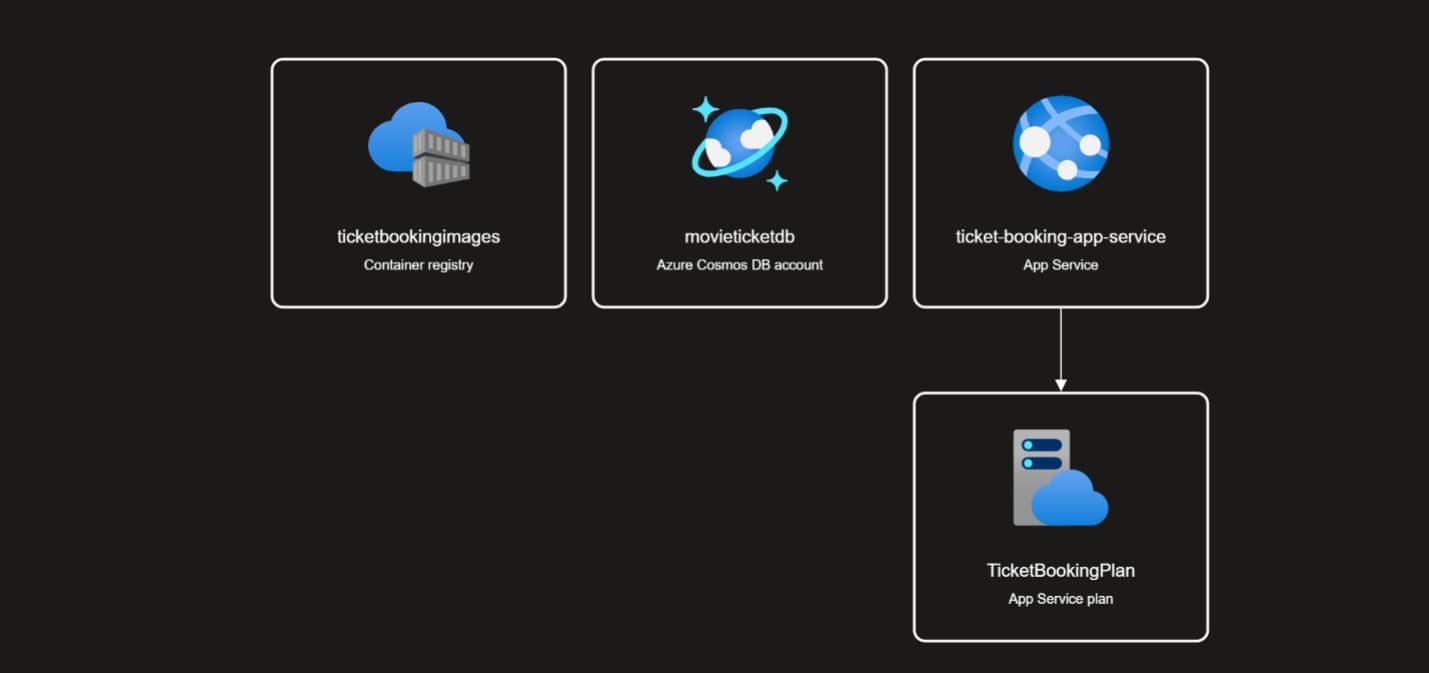 ticketbookingimages
Container registry
movieticketdb
Azure Cosmos DB account
ticket-booking-app-service
App Service
TicketBookingPlan
App Service plan